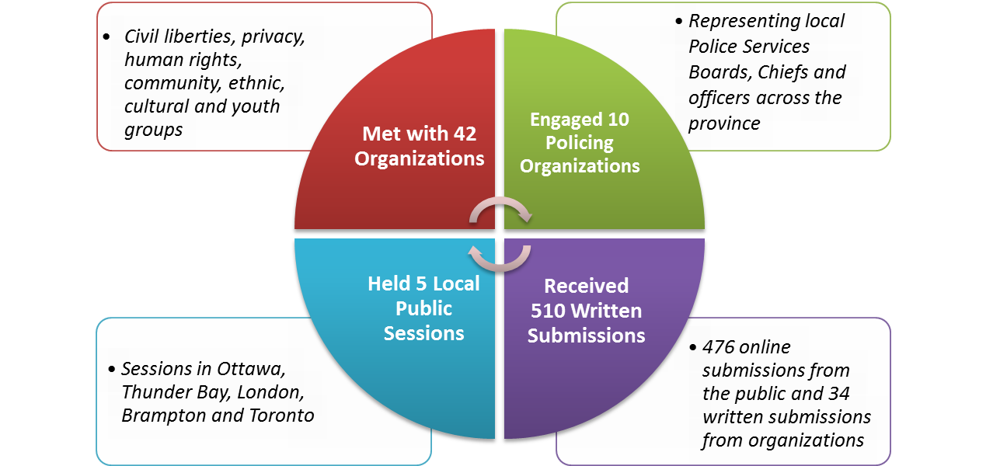 • Civil liberties, privacy,
human rights,
community, ethnic,
cultural and youth
groups
Met with 42
Organizations
• Representing local
Police Services
Boards, Chiefs and
officers across the
province
Engaged 10
Policing
Organizations
Held 5 Local
Public
Sessions
• Sessions in Ottawa,
Thunder Bay, London,
Brampton and Toronto
Received
510 Written
Submissions
• 476 online
submissions from
the public and 34
written submissions
from organizations